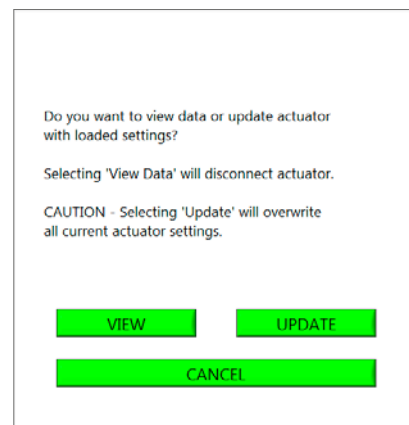 Do you want to view data or update actuator
with loaded settings?
Selecting 'View Data' will disconnect actuator.
CAUTION - Selecting 'Update' will overwrite
all current actuator settings.
VIEW UPDATE
CANCEL